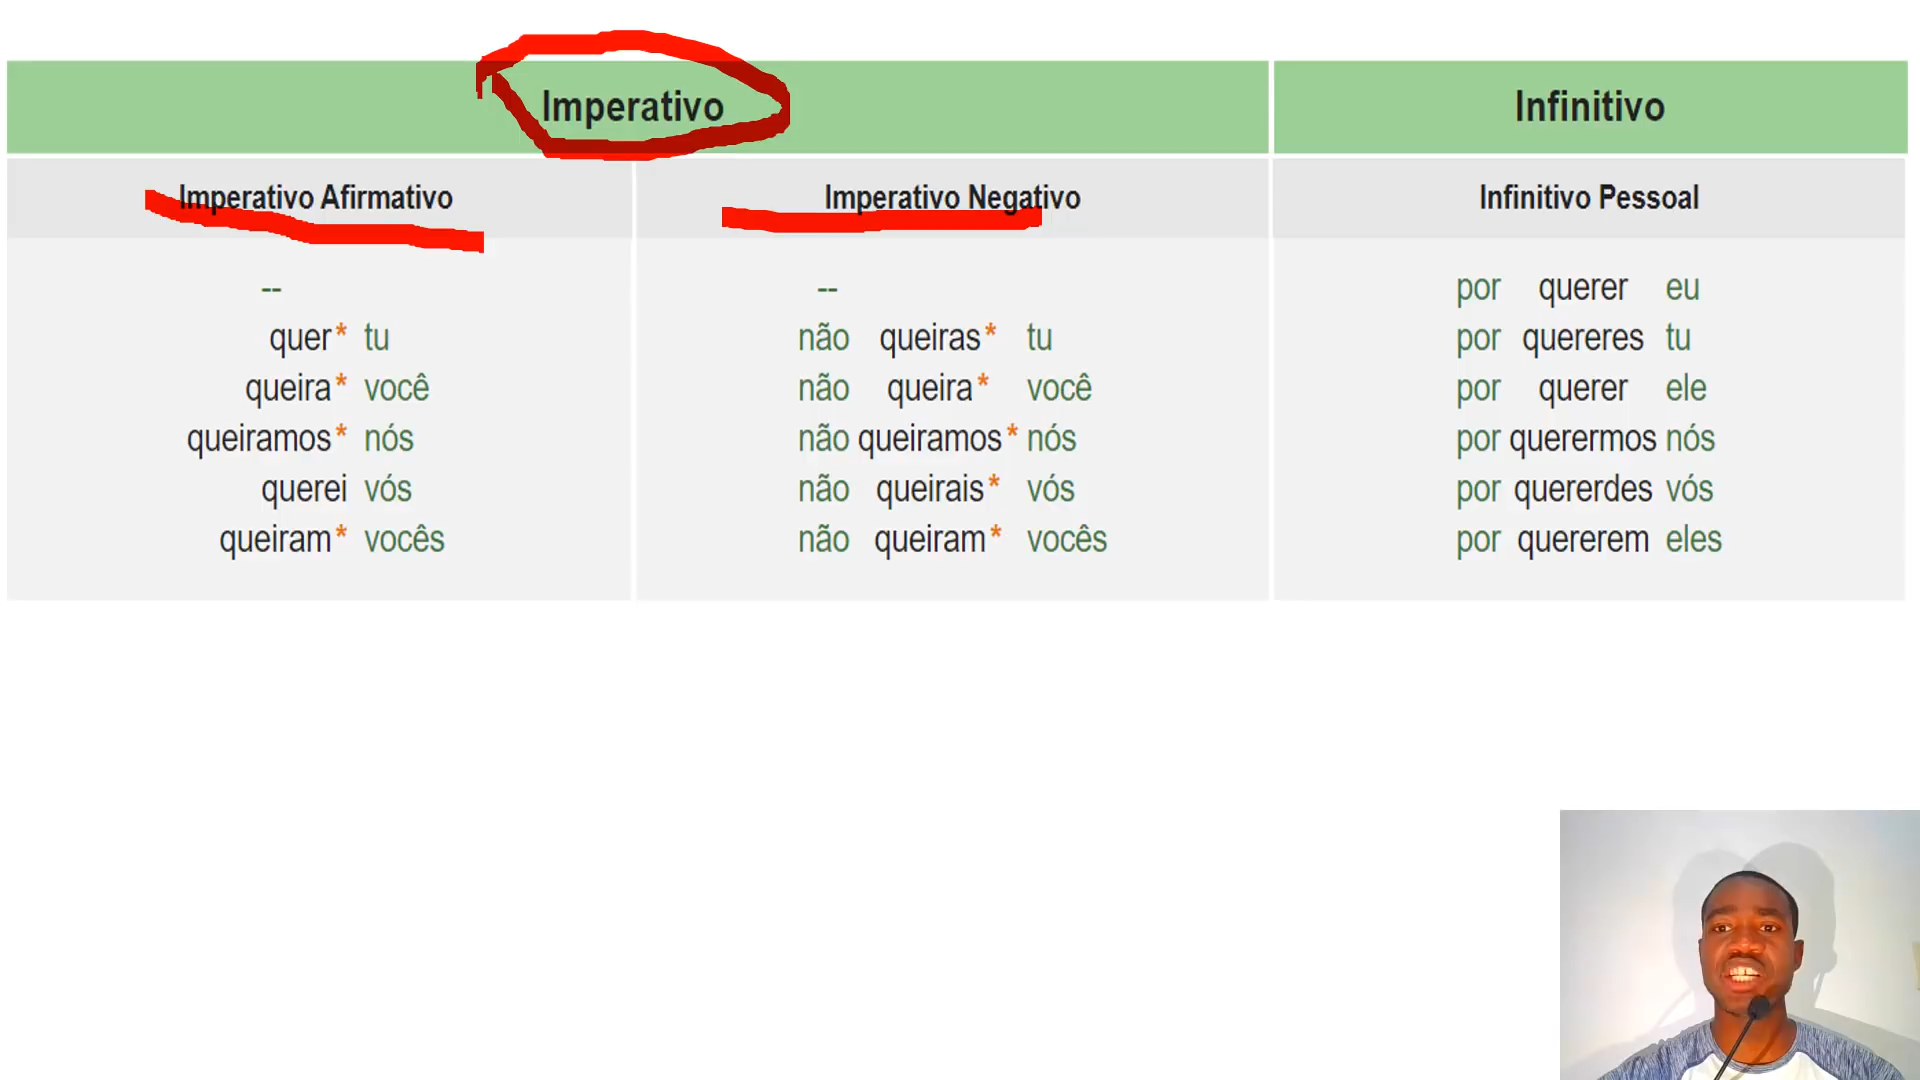 Imperativo
Infinitivo
Imperativo Afirmativo
Imperativo Negativo
Infinitivo Pessoal
--
quer* tu
queira* você
queiramos* nós
querei vós
queiram* vocês
--
não queiras* tu
não queira* você
não queiramos* nós
não queirais* vós
não queiram* vocês
por querer eu
por quereres tu
por querer ele
por querermos nós
por quererdes vós
por quererem eles